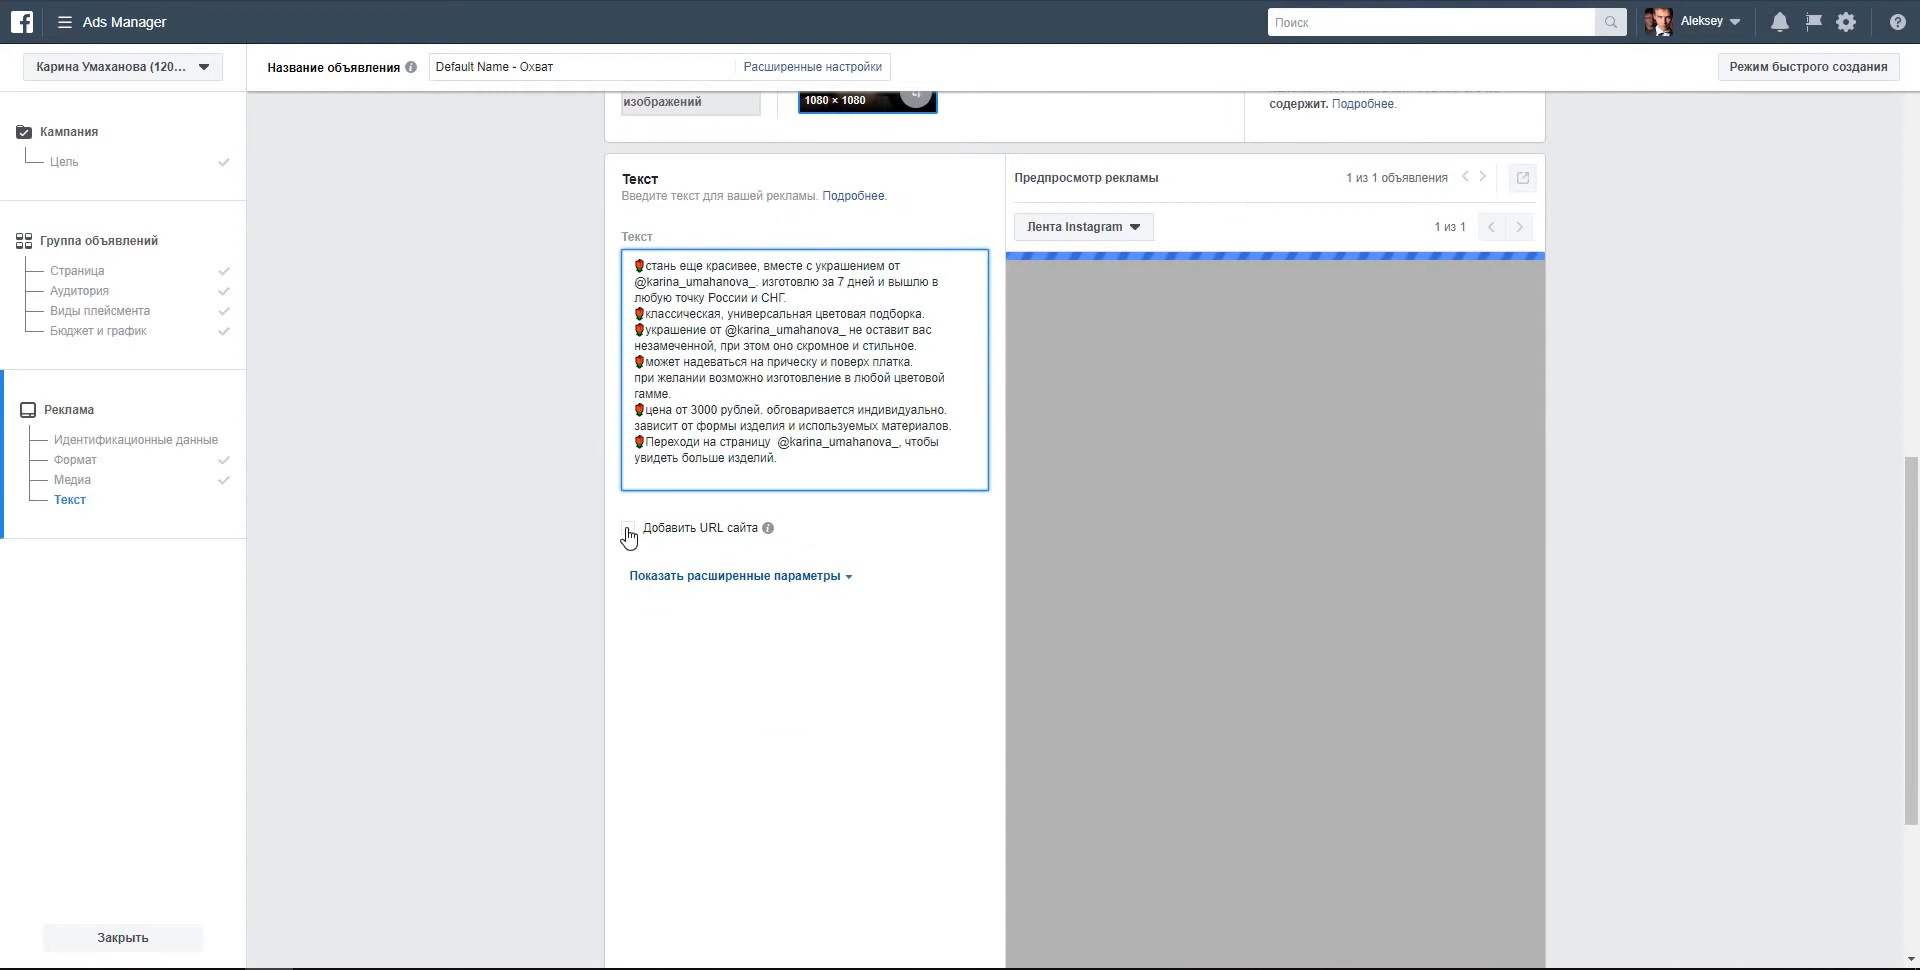 Ads Manager
Поиск
Aleksey
Карина Умаханова (120...
Название объявления
Default Name - Охват
Расширенные настройки
Режим быстрого создания
изображений
1080 × 1080
содержит. Подробнее.
Кампания
Цель
Группа объявлений
Страница
Аудитория
Виды плейсмента
Бюджет и график
Реклама
Идентификационные данные
Формат
Медиа
Текст
Закрыть
Текст
Введите текст для вашей рекламы. Подробнее.
Текст
🌹стань еще красивее, вместе с украшением от
@karina_umahanova_. изготовлю за 7 дней и вышлю в
любую точку России и СНГ.
🌹классическая, универсальная цветовая подборка.
🌹украшение от @karina_umahanova_ не оставит вас
незамеченной, при этом оно скромное и стильное.
🌹может надеваться на прическу и поверх платка.
при желании возможно изготовление в любой цветовой
гамме.
🌹цена от 3000 рублей. обговаривается индивидуально.
зависит от формы изделия и используемых материалов.
🌹Переходи на страницу @karina_umahanova_, чтобы
увидеть больше изделий.
Добавить URL сайта
Показать расширенные параметры
Предпросмотр рекламы
1 из 1 объявления
Лента Instagram
1 из 1